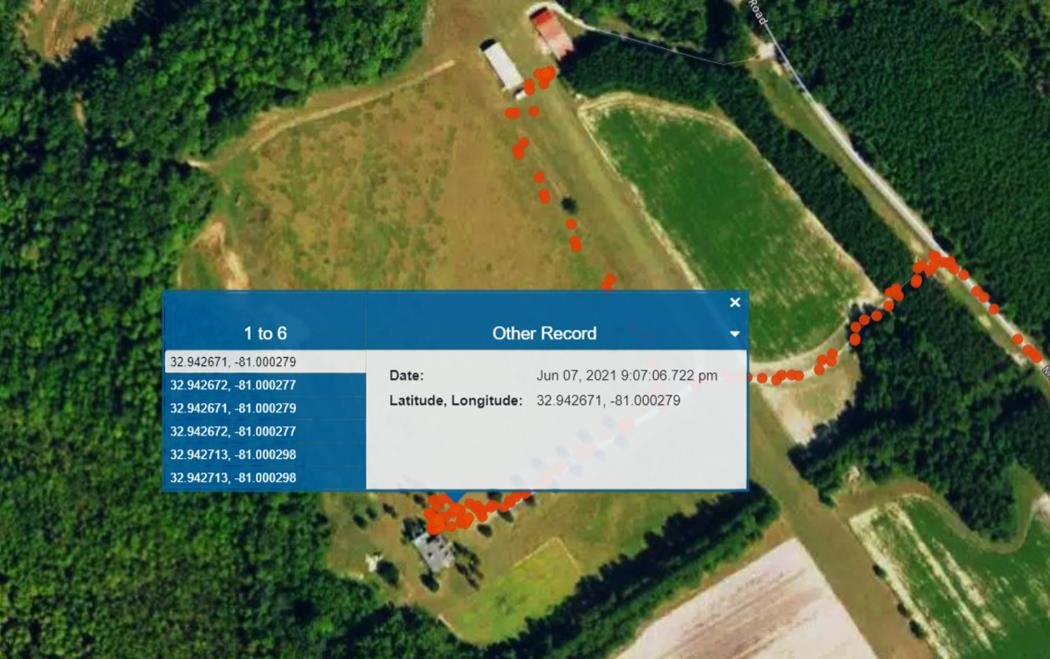 Road
×
1 to 6
Other Record
32.942671, -81.000279
32.942672, -81.000277
32.942671, -81.000279
32.942672, -81.000277
32.942713, -81.000298
32.942713, -81.000298
Date: Jun 07, 2021 9:07:06.722 pm
Latitude, Longitude: 32.942671, -81.000279